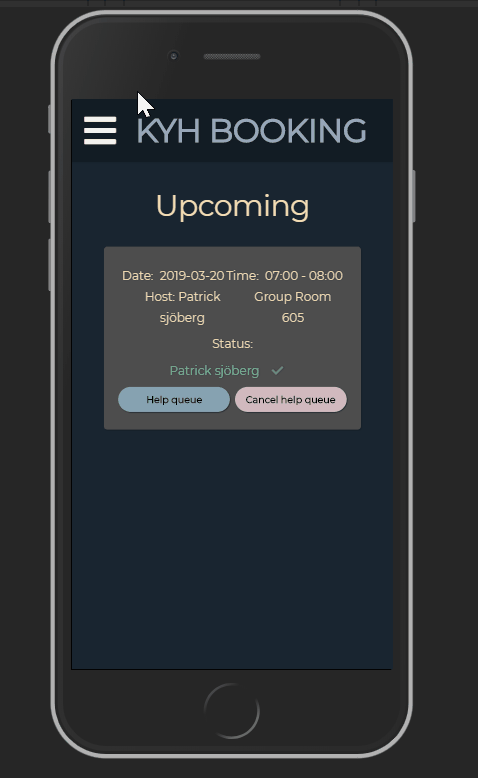 KYH BOOKING
Upcoming
Date: 2019-03-20 Time: 07:00 - 08:00
Host: Patrick sjöberg
Group Room 605
Status:
Patrick sjöberg
Help queue
Cancel help queue